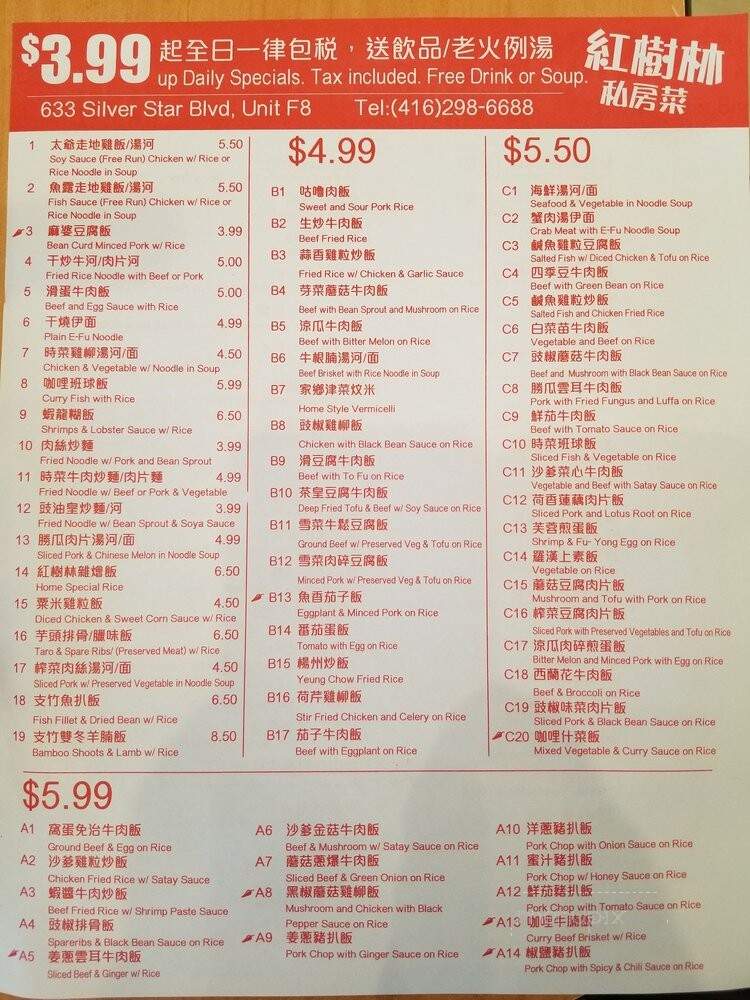 $3.99 起全日一律包税，送飲品/老火例湯
up Daily Specials. Tax included. Free Drink or Soup.
紅樹林
私房菜
633 Silver Star Blvd, Unit F8 Tel:(416)298-6688
1 太爺走地雞飯/湯河 5.50
Soy Sauce (Free Run) Chicken w/ Rice or
Rice Noodle in Soup
2 魚露走地雞飯/湯河 5.50
Fish Sauce (Free Run) Chicken w/ Rice or
Rice Noodle in Soup
3 麻婆豆腐飯 3.99
Bean Curd Minced Pork w/ Rice
4 干炒牛河/肉片河 5.00
Fried Rice Noodle with Beef or Pork
5 滑蛋牛肉飯 5.00
Beef and Egg Sauce with Rice
6 干燒伊面 4.99
Plain E-Fu Noodle
7 時菜雞柳湯河/面 4.50
Chicken & Vegetable w/ Noodle in Soup
8 咖哩班球飯 5.99
Curry Fish with Rice
9 蝦龍糊飯 6.50
Shrimps & Lobster Sauce w/ Rice
10 肉絲炒麵 3.99
Fried Noodle w/ Pork and Bean Sprout
11 時菜牛肉炒麵/肉片麵 4.99
Fried Noodle w/ Beef or Pork & Vegetable
12 豉油皇炒麵/河 3.99
Fried Noodle w/ Bean Sprout & Soya Sauce
13 勝瓜肉片湯河/面 4.99
Sliced Pork & Chinese Melon in Noodle Soup
14 紅樹林雜燴飯 6.50
Home Special Rice
15 粟米雞粒飯 4.50
Diced Chicken & Sweet Corn Sauce w/ Rice
16 芋頭排骨/臘味飯 6.50
Taro & Spare Ribs/ (Preserved Meat) w/ Rice
17 榨菜肉絲湯河/面 4.50
Sliced Pork w/ Preserved Vegetable in Noodle Soup
18 支竹魚扒飯 6.50
Fish Fillet & Dried Bean w/ Rice
19 支竹雙冬羊腩飯 8.50
Bamboo Shoots & Lamb w/ Rice
$4.99
B1 咕嚕肉飯
Sweet and Sour Pork Rice
B2 生炒牛肉飯
Beef Fried Rice
B3 蒜香雞粒炒飯
Fried Rice w/ Chicken & Garlic Sauce
B4 芽菜蘑菇牛肉飯
Beef with Bean Sprout and Mushroom on Rice
B5 涼瓜牛肉飯
Beef with Bitter Melon on Rice
B6 牛根腩湯河/面
Beef Brisket with Rice Noodle in Soup
B7 家鄉津菜炆米
Home Style Vermicelli
B8 豉椒雞柳飯
Chicken with Black Bean Sauce on Rice
B9 滑豆腐牛肉飯
Beef with To Fu on Rice
B10 菜皇豆腐牛肉飯
Deep Fried Tofu & Beef w/ Soy Sauce on Rice
B11 雪菜牛鬆豆腐飯
Ground Beef w/ Preserved Veg & Tofu on Rice
B12 雪菜肉碎豆腐飯
Minced Pork w/ Preserved Veg & Tofu on Rice
B13 魚香茄子飯
Eggplant & Minced Pork on Rice
B14 番茄蛋飯
Tomato with Egg on Rice
B15 楊州炒飯
Yeung Chow Fried Rice
B16 荷芹雞柳飯
Stir Fried Chicken and Celery on Rice
B17 茄子牛肉飯
Beef with Eggplant on Rice
$5.50
C1 海鮮湯河/面
Seafood & Vegetable in Noodle Soup
C2 蟹肉湯伊面
Crab Meat with E-Fu Noodle Soup
C3 鹹魚雞粒豆腐飯
Salted Fish w/ Diced Chicken & Tofu on Rice
C4 四季豆牛肉飯
Beef with Green Bean on Rice
C5 鹹魚雞粒炒飯
Salted Fish and Chicken Fried Rice
C6 白菜苗牛肉飯
Vegetable and Beef on Rice
C7 豉椒蘑菇牛肉飯
Beef and Mushroom with Black Bean Sauce on Rice
C8 勝瓜雲耳牛肉飯
Pork with Fried Fungus and Luffa on Rice
C9 鮮茄牛肉飯
Beef with Tomato Sauce on Rice
C10 時菜班球飯
Sliced Fish & Vegetable on Rice
C11 沙爹菜心牛肉飯
Vegetable and Beef with Satay Sauce on Rice
C12 荷香蓮藕肉片飯
Sliced Pork and Lotus Root on Rice
C13 芙蓉煎蛋飯
Shrimp & Fu- Yong Egg on Rice
C14 羅漢上素飯
Vegetable on Rice
C15 蘑菇豆腐肉片飯
Mushroom and Tofu with Pork on Rice
C16 榨菜豆腐肉片飯
Sliced Pork with Preserved Vegetables and Tofu on Rice
C17 涼瓜肉碎煎蛋飯
Bitter Melon and Minced Pork with Egg on Rice
C18 西蘭花牛肉飯
Beef & Broccoli on Rice
C19 豉椒味菜肉片飯
Sliced Pork & Black Bean Sauce on Rice
C20 咖哩什菜飯
Mixed Vegetable & Curry Sauce on Rice
$5.99
A1 窩蛋免治牛肉飯
Ground Beef & Egg on Rice
A2 沙爹雞粒炒飯
Chicken Fried Rice w/ Satay Sauce
A3 蝦醬牛肉炒飯
Beef Fried Rice w/ Shrimp Paste Sauce
A4 豉椒排骨飯
Spareribs & Black Bean Sauce on Rice
A5 姜蔥雲耳牛肉飯
Sliced Beef & Ginger w/ Rice
A6 沙爹金菇牛肉飯
Beef & Mushroom w/ Satay Sauce on Rice
A7 蘑菇蔥爆牛肉飯
Sliced Beef & Green Onion on Rice
A8 黑椒蘑菇雞柳飯
Mushroom and Chicken with Black
Pepper Sauce on Rice
A9 姜蔥豬扒飯
Pork Chop with Ginger Sauce on Rice
A10 洋蔥豬扒飯
Pork Chop with Onion Sauce on Rice
A11 蜜汁豬扒飯
Pork Chop w/ Honey Sauce on Rice
A12 鮮茄豬扒飯
Pork Chop with Tomato Sauce on Rice
A13 咖哩牛腩飯
Curry Beef Brisket w/ Rice
A14 椒鹽豬扒飯
Pork Chop with Spicy & Chili Sauce on Rice